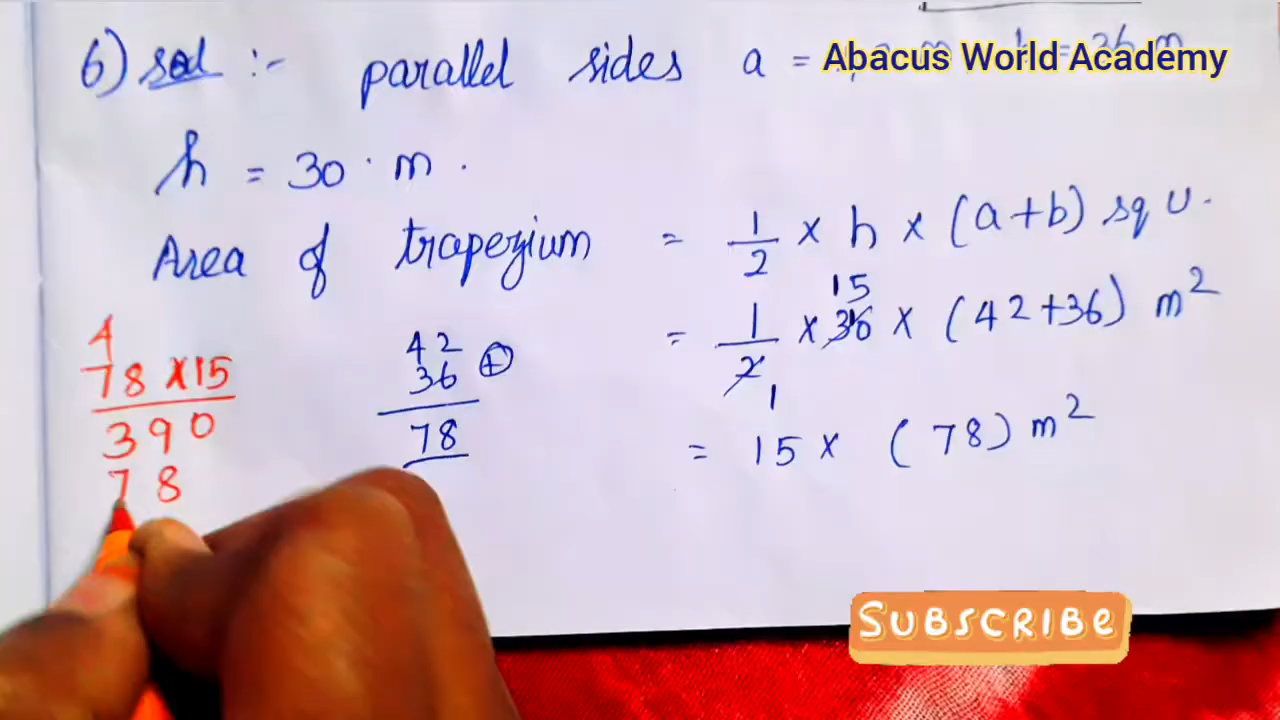 6) sol :- parallel sides a =
Abacus World Academy
h = 30 m.
Area of trapezium = 1/2 × h × (a+b) sq u.
15
= 1/2 × 30 × (42+36) m²
1
= 15 × (78) m²
42
36 +
78
4
78 ×15
390
78
SUBSCRIBE